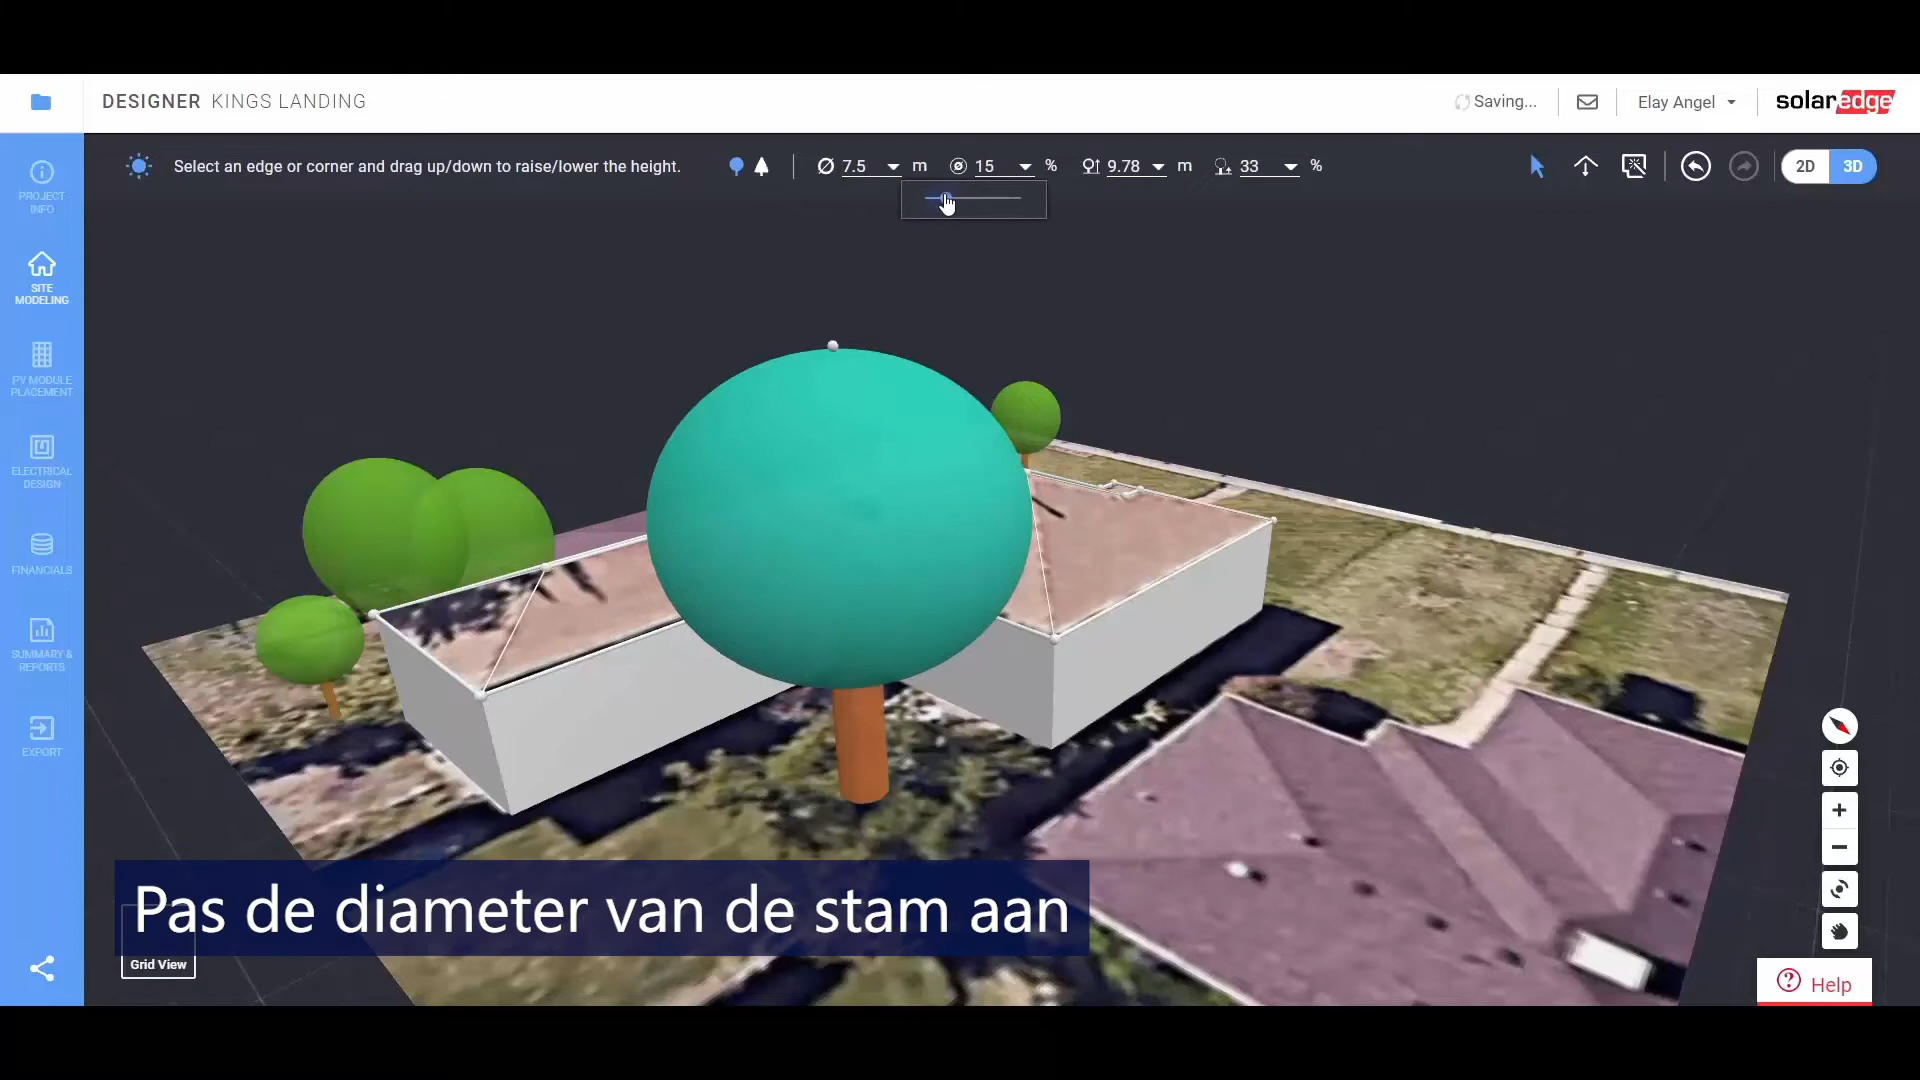 DESIGNER KINGS LANDING
Saving...
Elay Angel
solaredge
Select an edge or corner and drag up/down to raise/lower the height.
7.5 m
15 %
9.78 m
33 %
2D
3D
PROJECT
INFO
SITE
MODELING
PV MODULE
PLACEMENT
ELECTRICAL
DESIGN
FINANCIALS
SUMMARY &
REPORTS
EXPORT
Pas de diameter van de stam aan
Grid View
Help